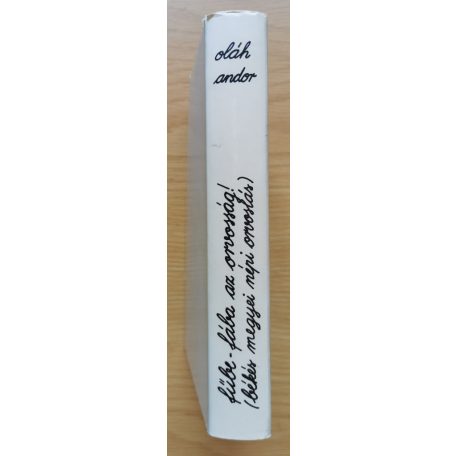 oláh
andor
fűbe-fába az orvosság!
(békés megyei népi orvoslás)